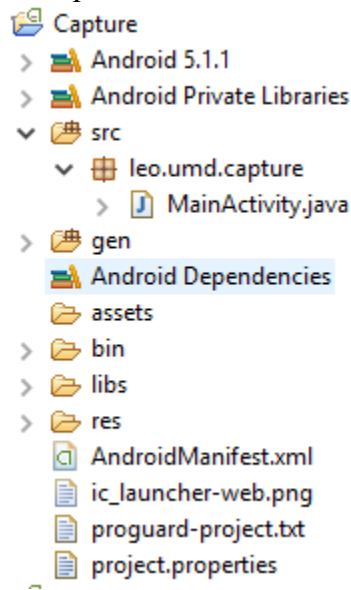 Capture
Android 5.1.1
Android Private Libraries
src
leo.umd.capture
MainActivity.java
gen
Android Dependencies
assets
bin
libs
res
AndroidManifest.xml
ic_launcher-web.png
proguard-project.txt
project.properties